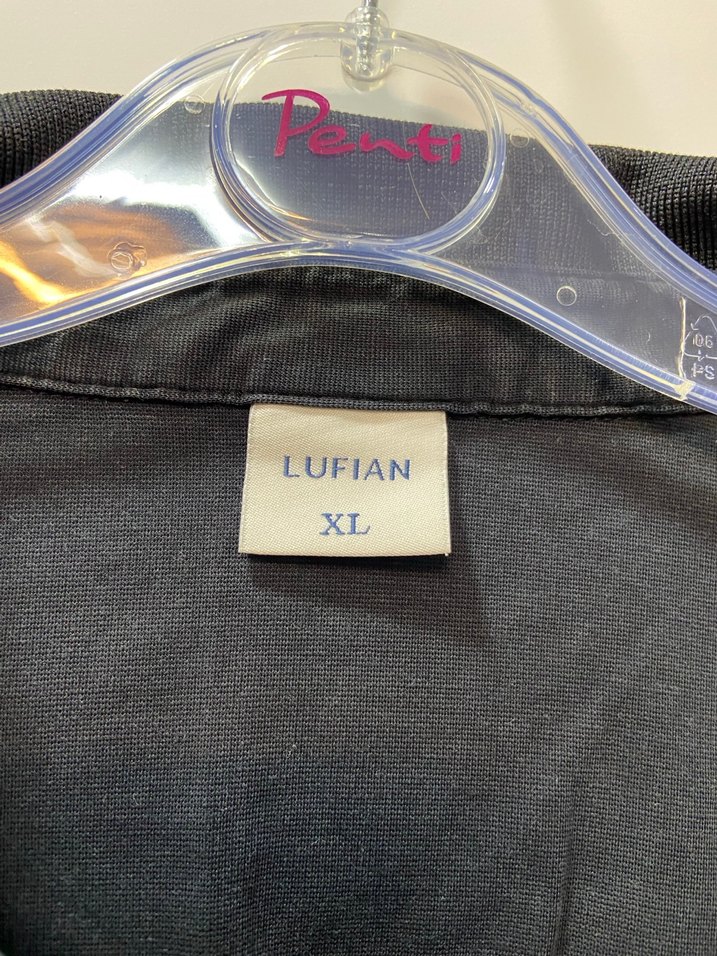 Penti
06
PS
LUFIAN
XL